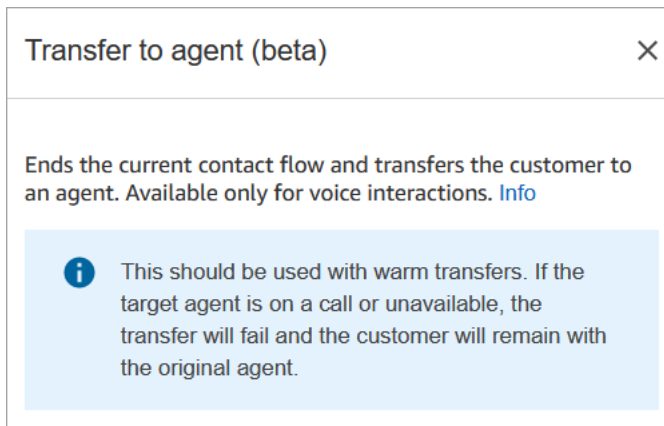 Transfer to agent (beta)
Ends the current contact flow and transfers the customer to
an agent. Available only for voice interactions. Info
This should be used with warm transfers. If the
target agent is on a call or unavailable, the
transfer will fail and the customer will remain with
the original agent.